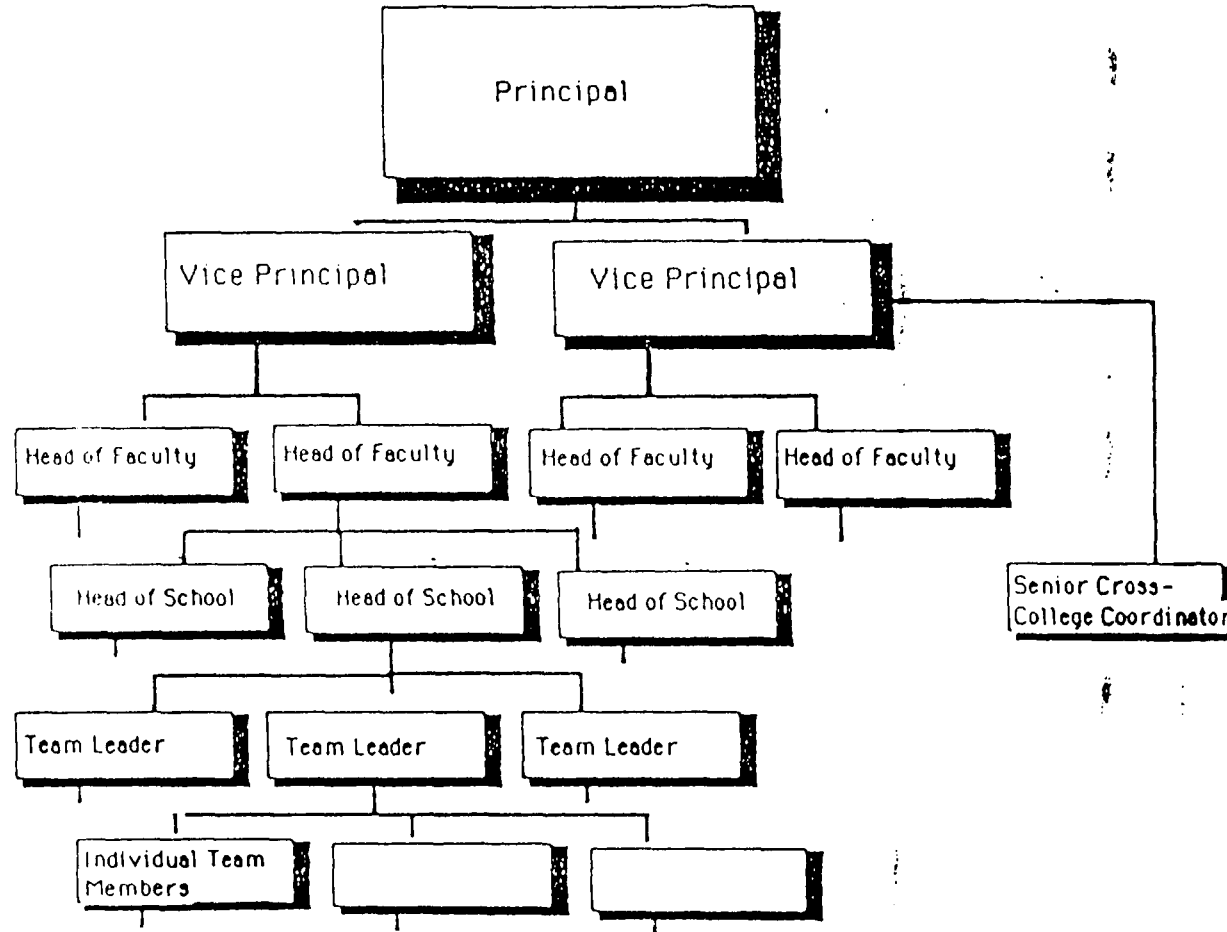 Principal
Vice Principal
Vice Principal
Head of Faculty
Head of Faculty
Head of Faculty
Head of Faculty
Head of School
Head of School
Head of School
Senior Cross-
College Coordinator
Team Leader
Team Leader
Team Leader
Individual Team
Members